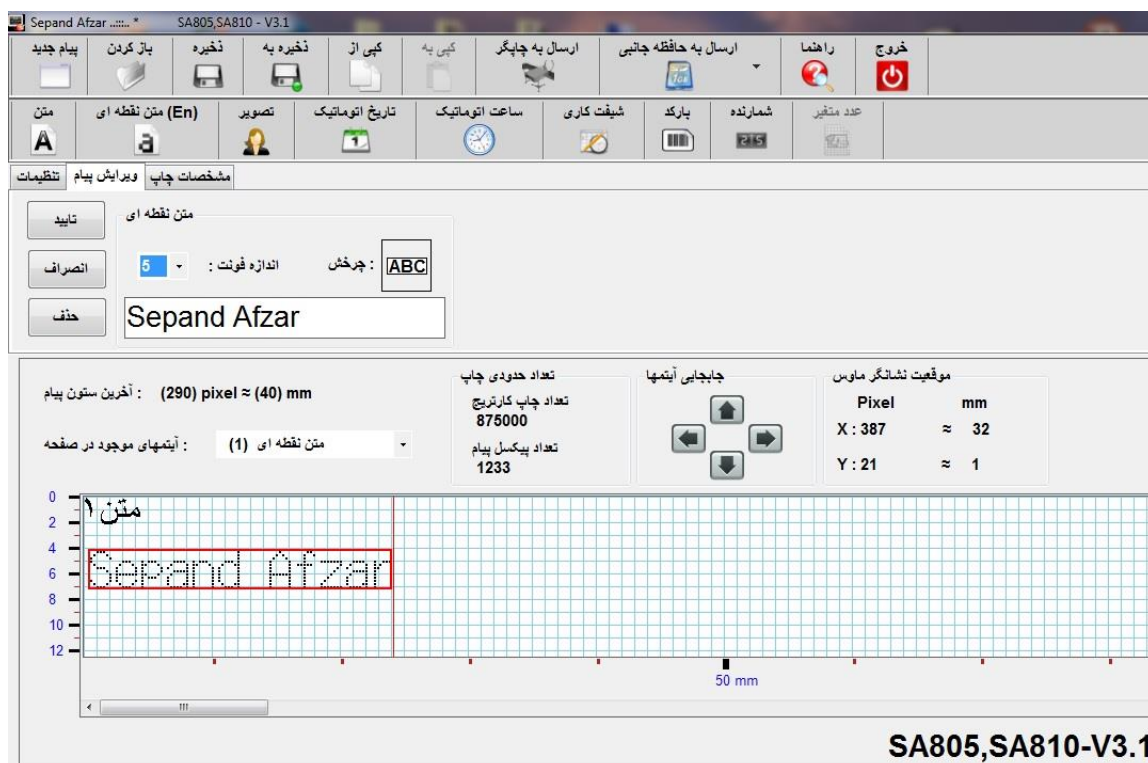 Sepand Afzar ..:::.. * SA805,SA810 - V3.1
پیام جدید باز کردن ذخیره ذخیره به کپی از کپی به ارسال به چاپگر ارسال به حافظه جانبی راهنما خروج
متن متن نقطه ای (En) تصویر تاریخ اتوماتیک ساعت اتوماتیک شیفت کاری بارکد شمارنده عدد متغیر
تنظیمات ویرایش پیام مشخصات چاپ
تایید
متن نقطه ای
انصراف
5
اندازه فونت :
چرخش :
ABC
حذف
Sepand Afzar
آخرین ستون پیام : (290) pixel ≈ (40) mm
آیتمهای موجود در صفحه : متن نقطه ای (1)
تعداد حدودی چاپ
تعداد چاپ کارتریج
875000
تعداد پیکسل پیام
1233
جابجایی آیتمها
موقعیت نشانگر ماوس
Pixel mm
X : 387 ≈ 32
Y : 21 ≈ 1
0
2
4
6
8
10
12
متن ۱
Sepand Afzar
50 mm
SA805,SA810-V3.1